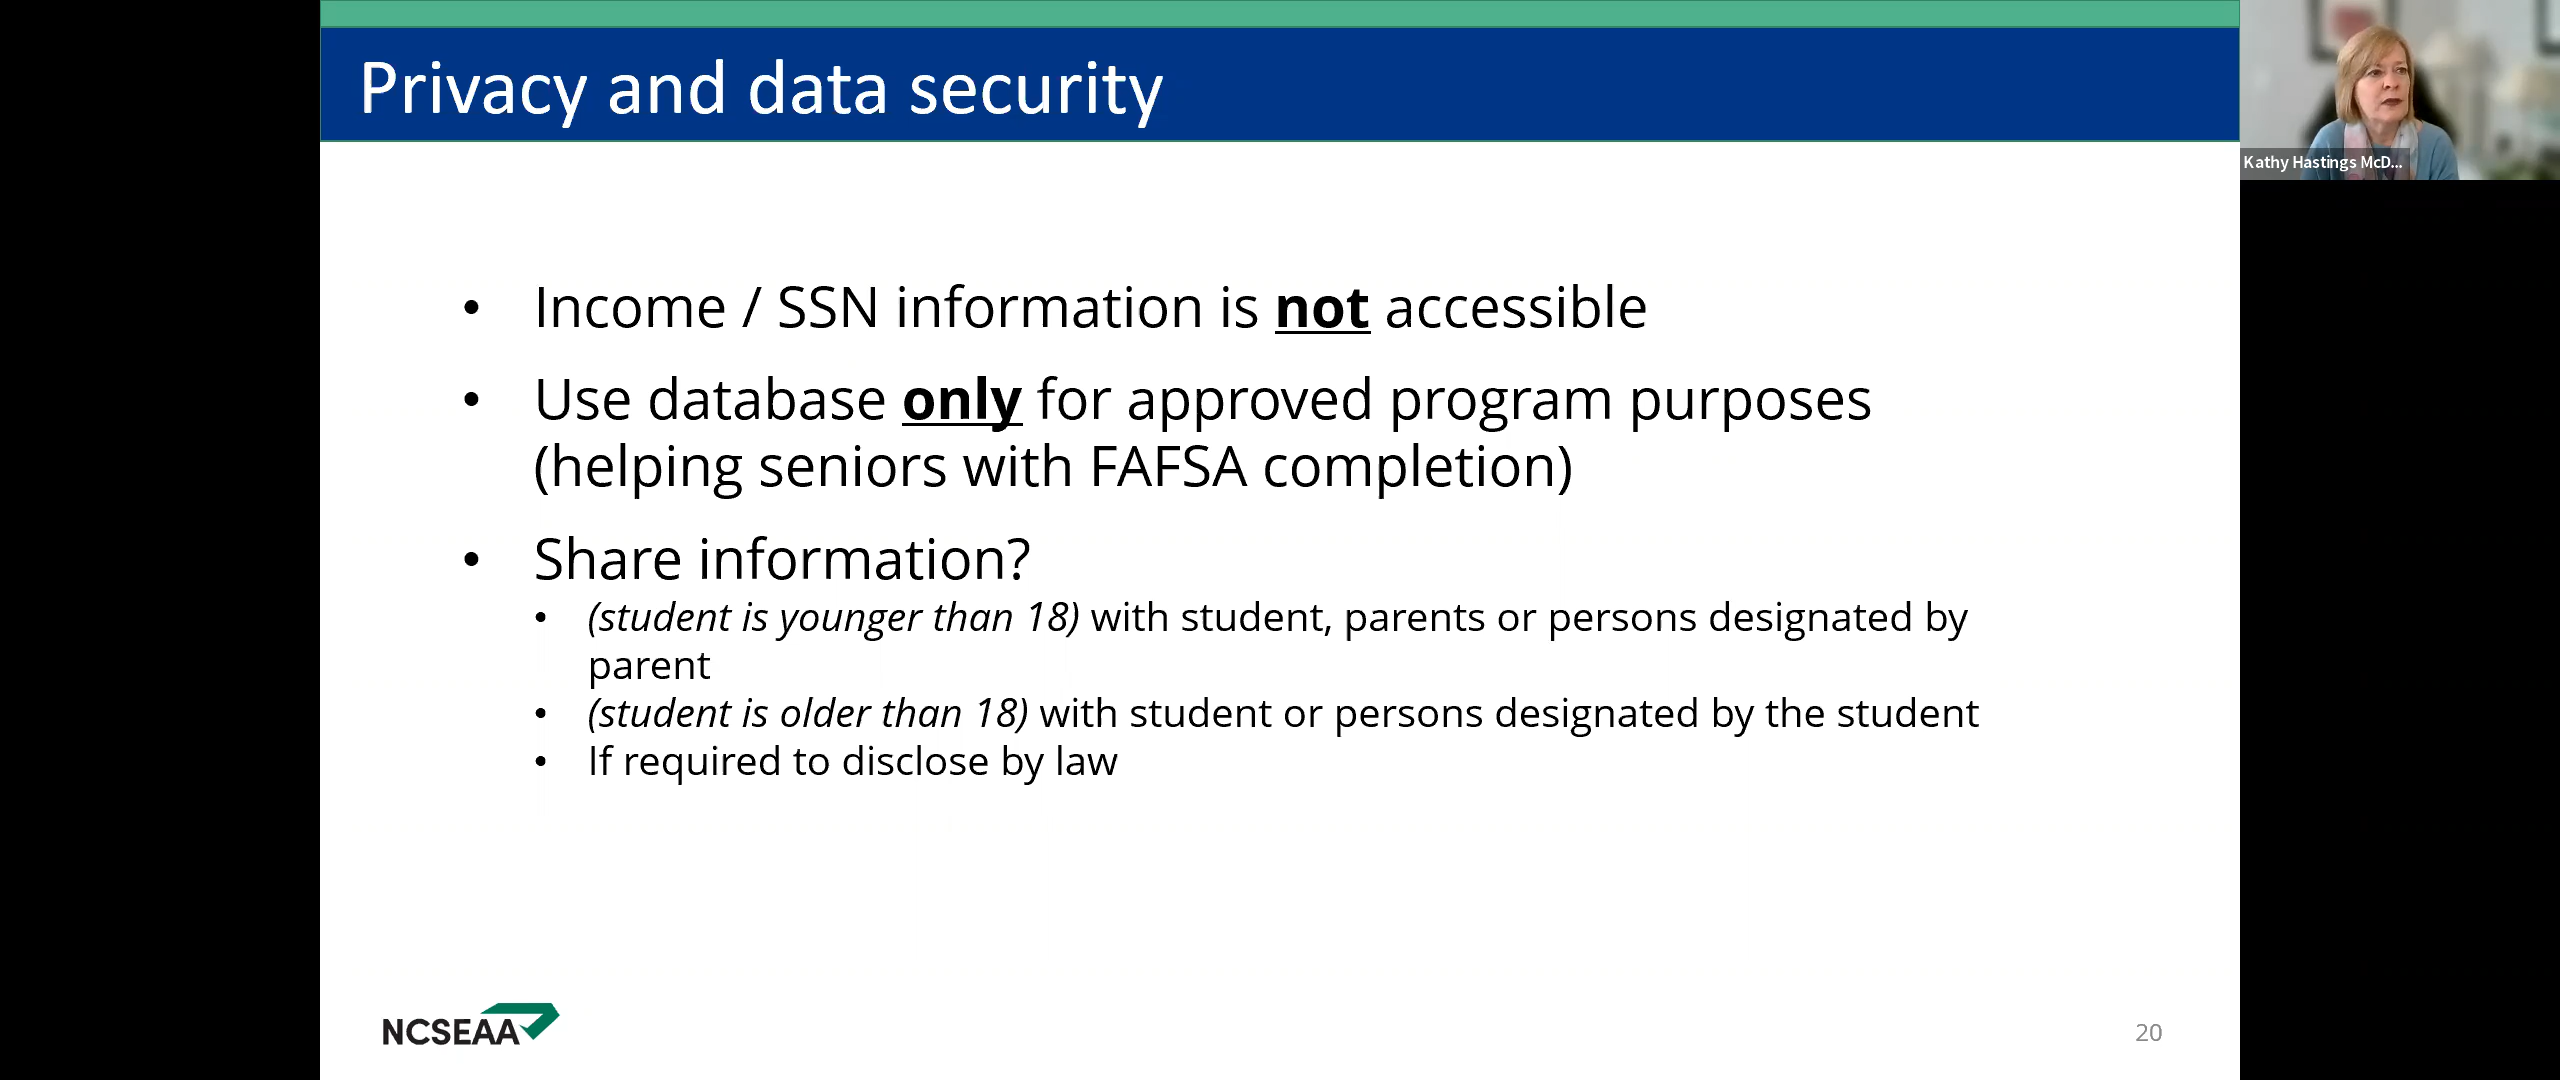 Privacy and data security
Kathy Hastings McD...
• Income / SSN information is not accessible
• Use database only for approved program purposes
(helping seniors with FAFSA completion)
• Share information?
• (student is younger than 18) with student, parents or persons designated by
parent
• (student is older than 18) with student or persons designated by the student
• If required to disclose by law
NCSEAA
20